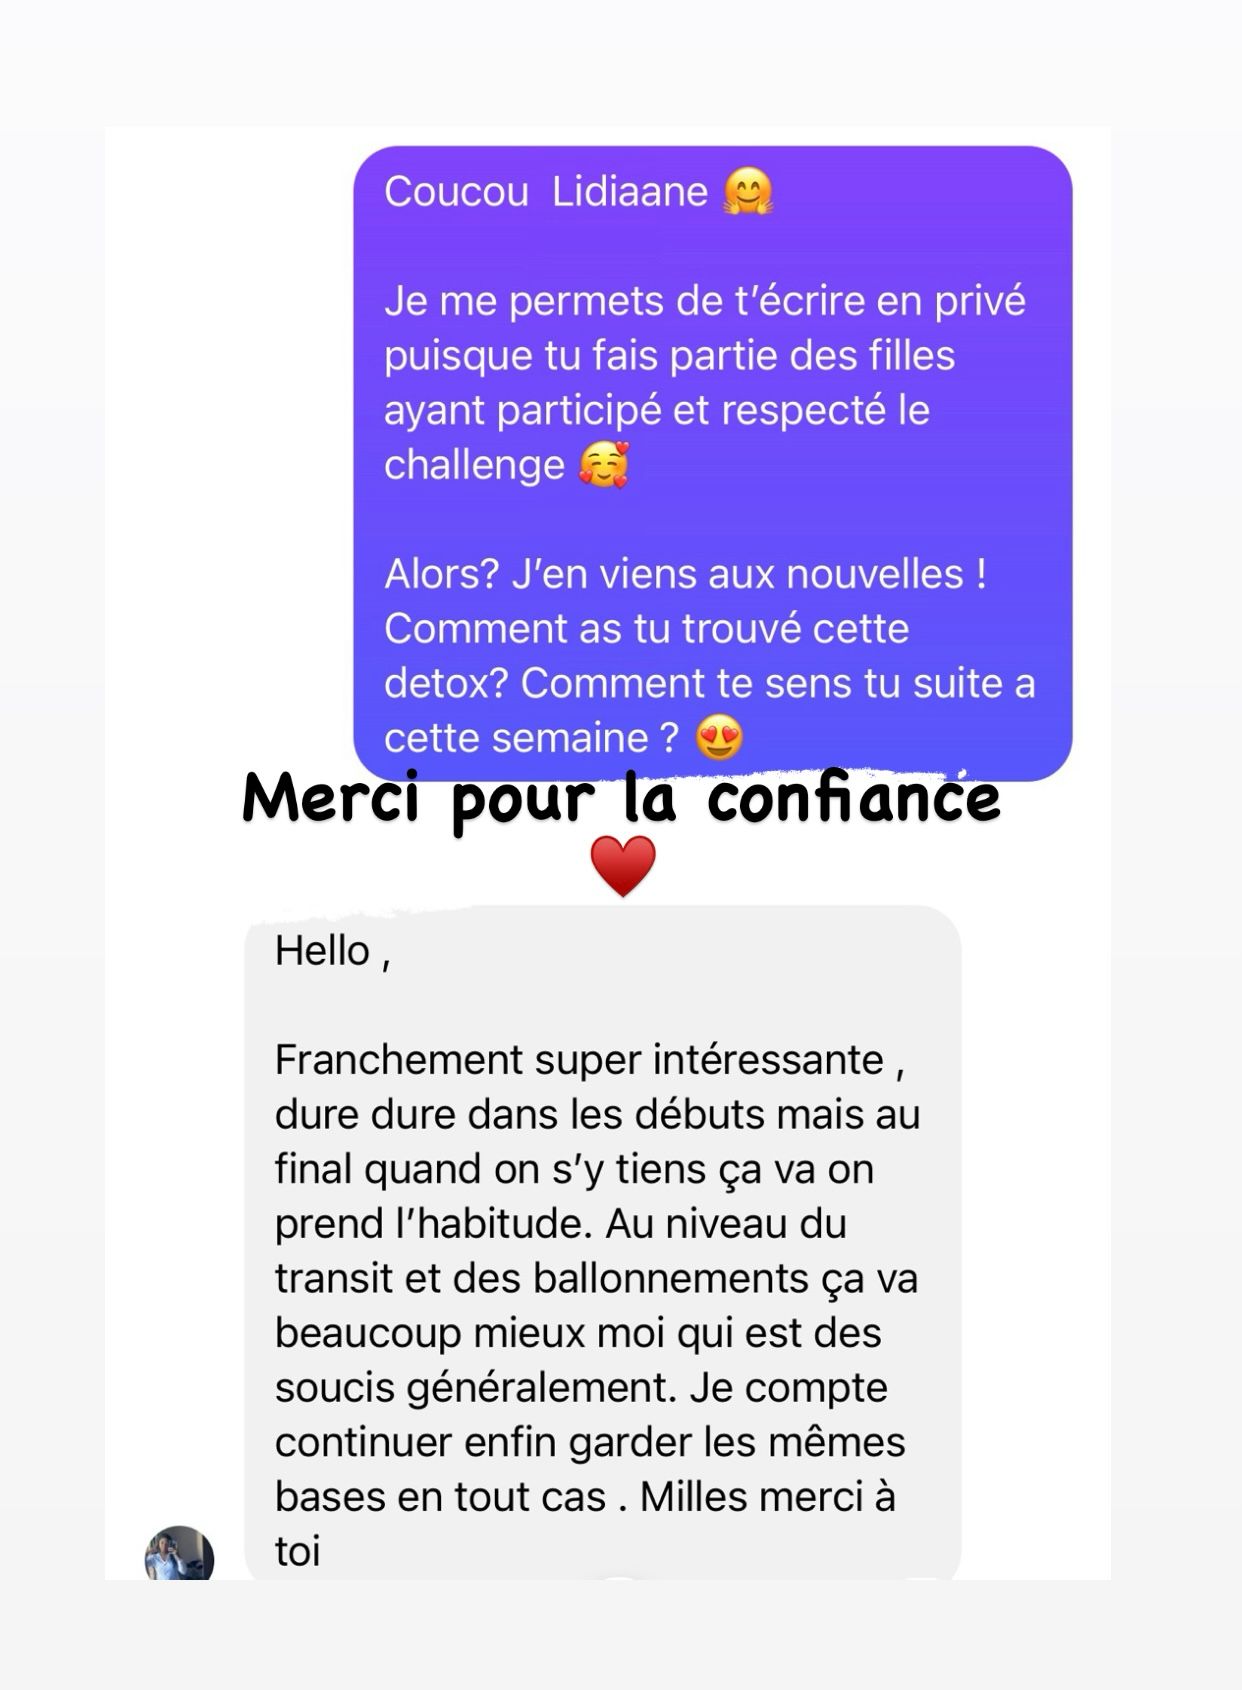 Coucou  Lidiaane 🤗
Je me permets de t’écrire en privé
puisque tu fais partie des filles
ayant participé et respecté le
challenge 🥰
Alors? J’en viens aux nouvelles !
Comment as tu trouvé cette
detox? Comment te sens tu suite a
cette semaine ? 😍
Merci pour la confiance
♥️
Hello ,
Franchement super intéressante ,
dure dure dans les débuts mais au
final quand on s’y tiens ça va on
prend l’habitude. Au niveau du
transit et des ballonnements ça va
beaucoup mieux moi qui est des
soucis généralement. Je compte
continuer enfin garder les mêmes
bases en tout cas . Milles merci à
toi